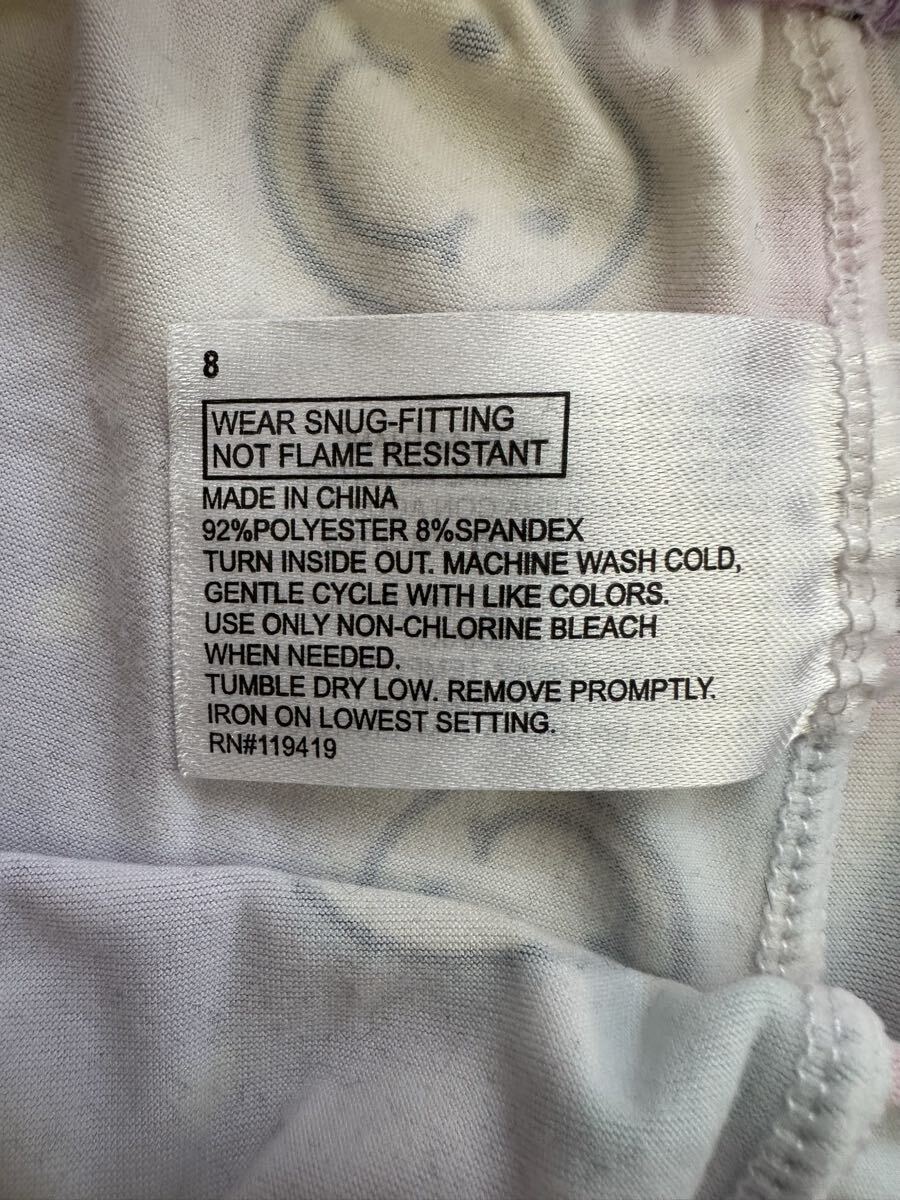 8
WEAR SNUG-FITTING
NOT FLAME RESISTANT
MADE IN CHINA
92%POLYESTER 8%SPANDEX
TURN INSIDE OUT. MACHINE WASH COLD,
GENTLE CYCLE WITH LIKE COLORS.
USE ONLY NON-CHLORINE BLEACH
WHEN NEEDED.
TUMBLE DRY LOW. REMOVE PROMPTLY.
IRON ON LOWEST SETTING.
RN#119419